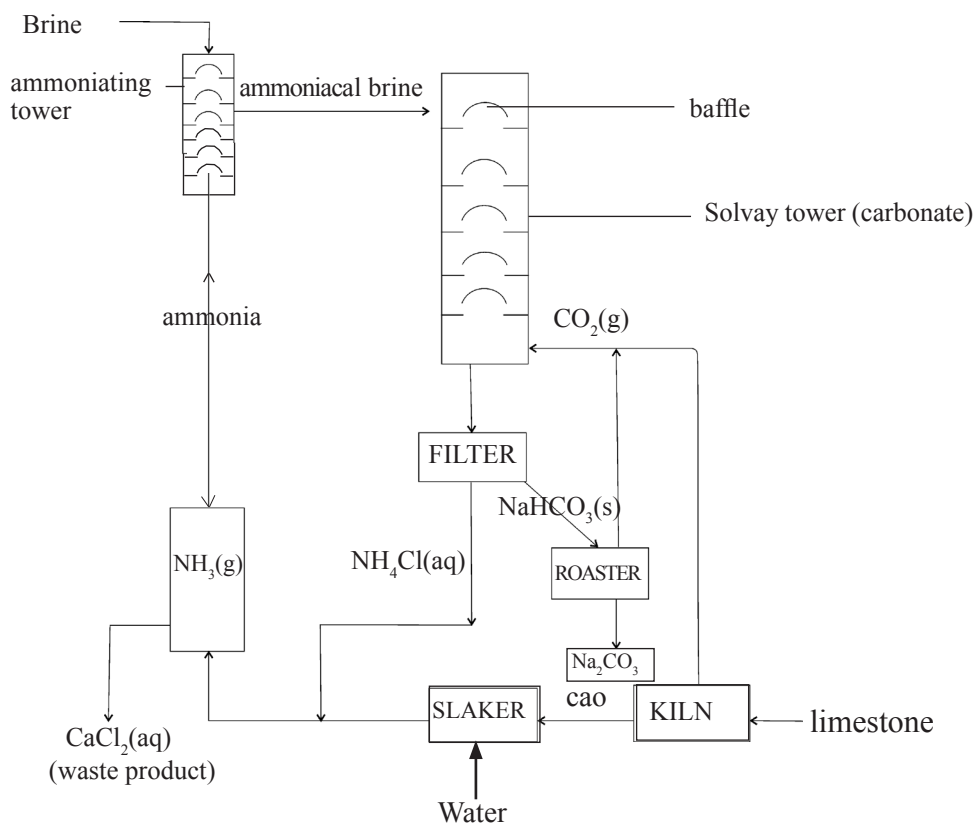 Brine
ammoniating
tower
ammoniacal brine
baffle
Solvay tower (carbonate)
ammonia
CO₂(g)
FILTER
NaHCO₃(s)
NH₃(g)
NH₄Cl(aq)
ROASTER
Na₂CO₃
cao
SLAKER
KILN
limestone
CaCl₂(aq)
(waste product)
Water